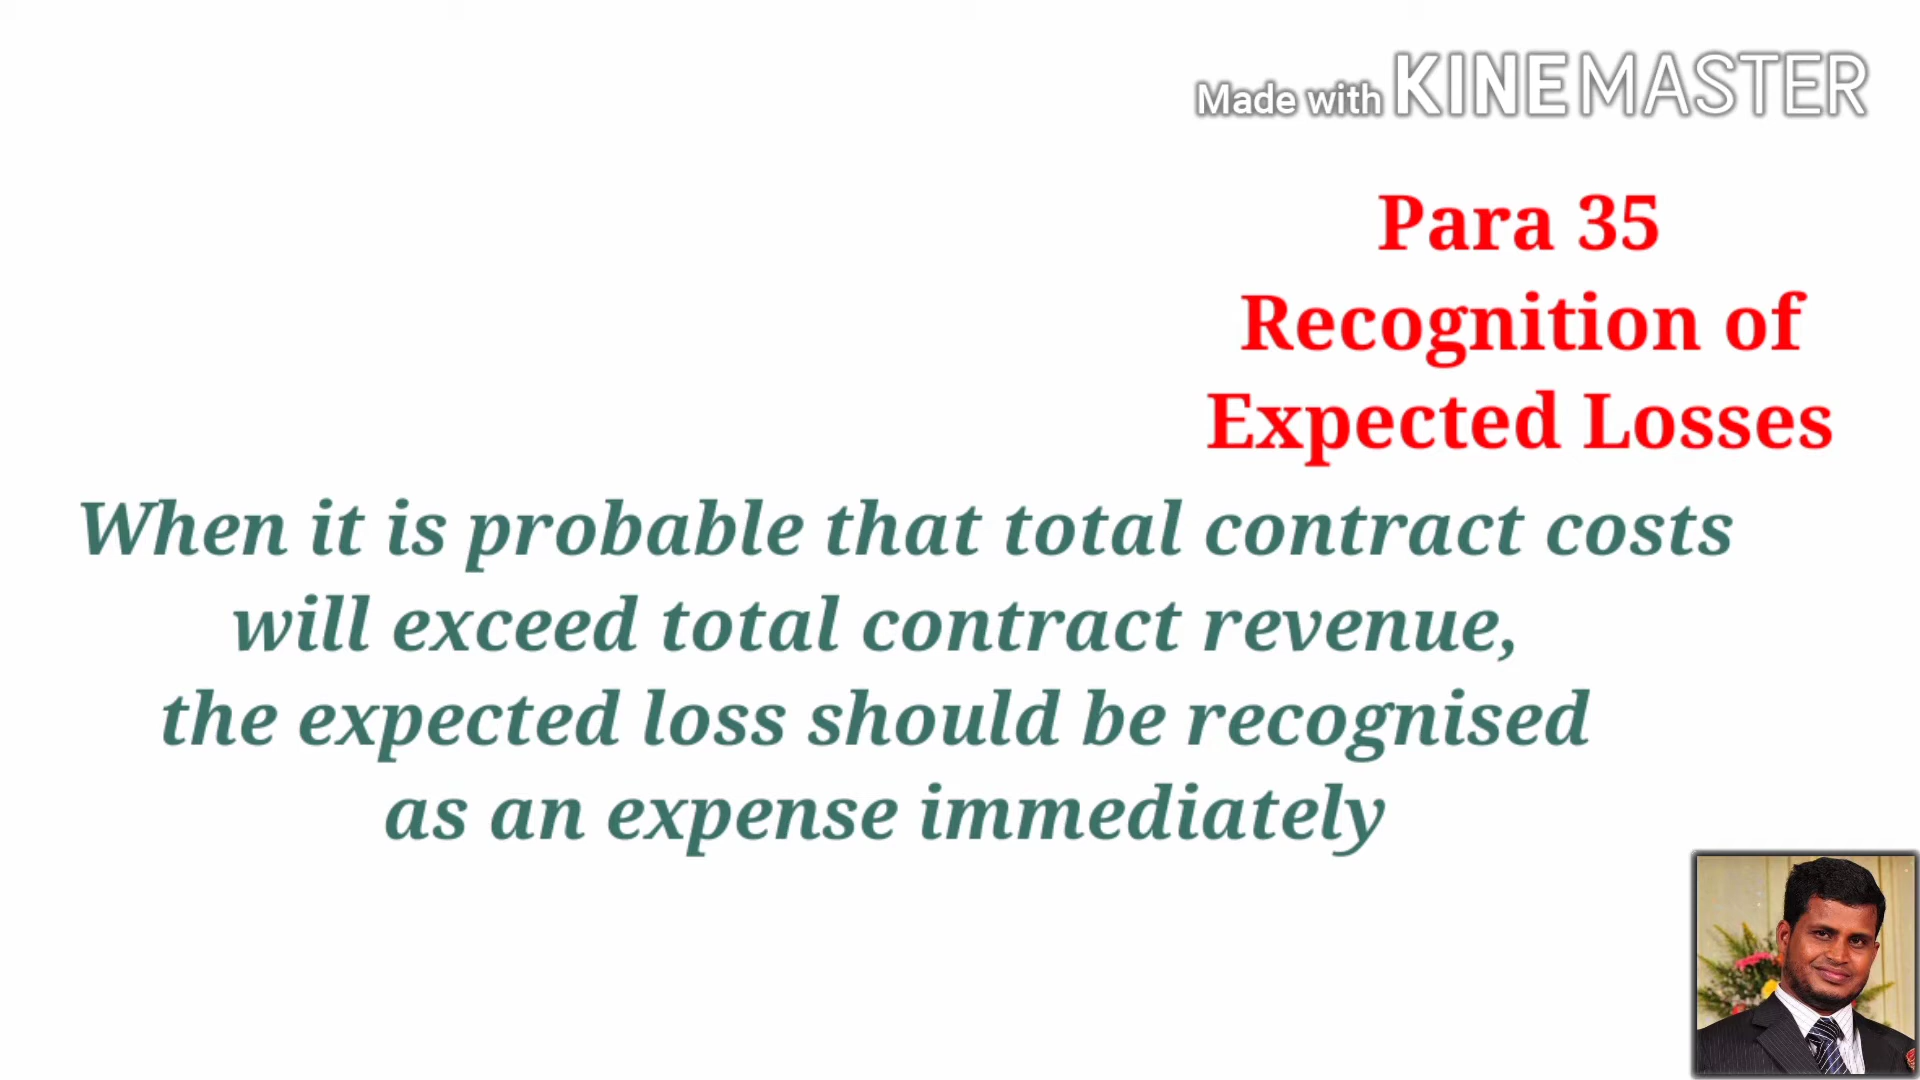 Made with KINEMASTER
Para 35
Recognition of
Expected Losses
When it is probable that total contract costs
will exceed total contract revenue,
the expected loss should be recognised
as an expense immediately